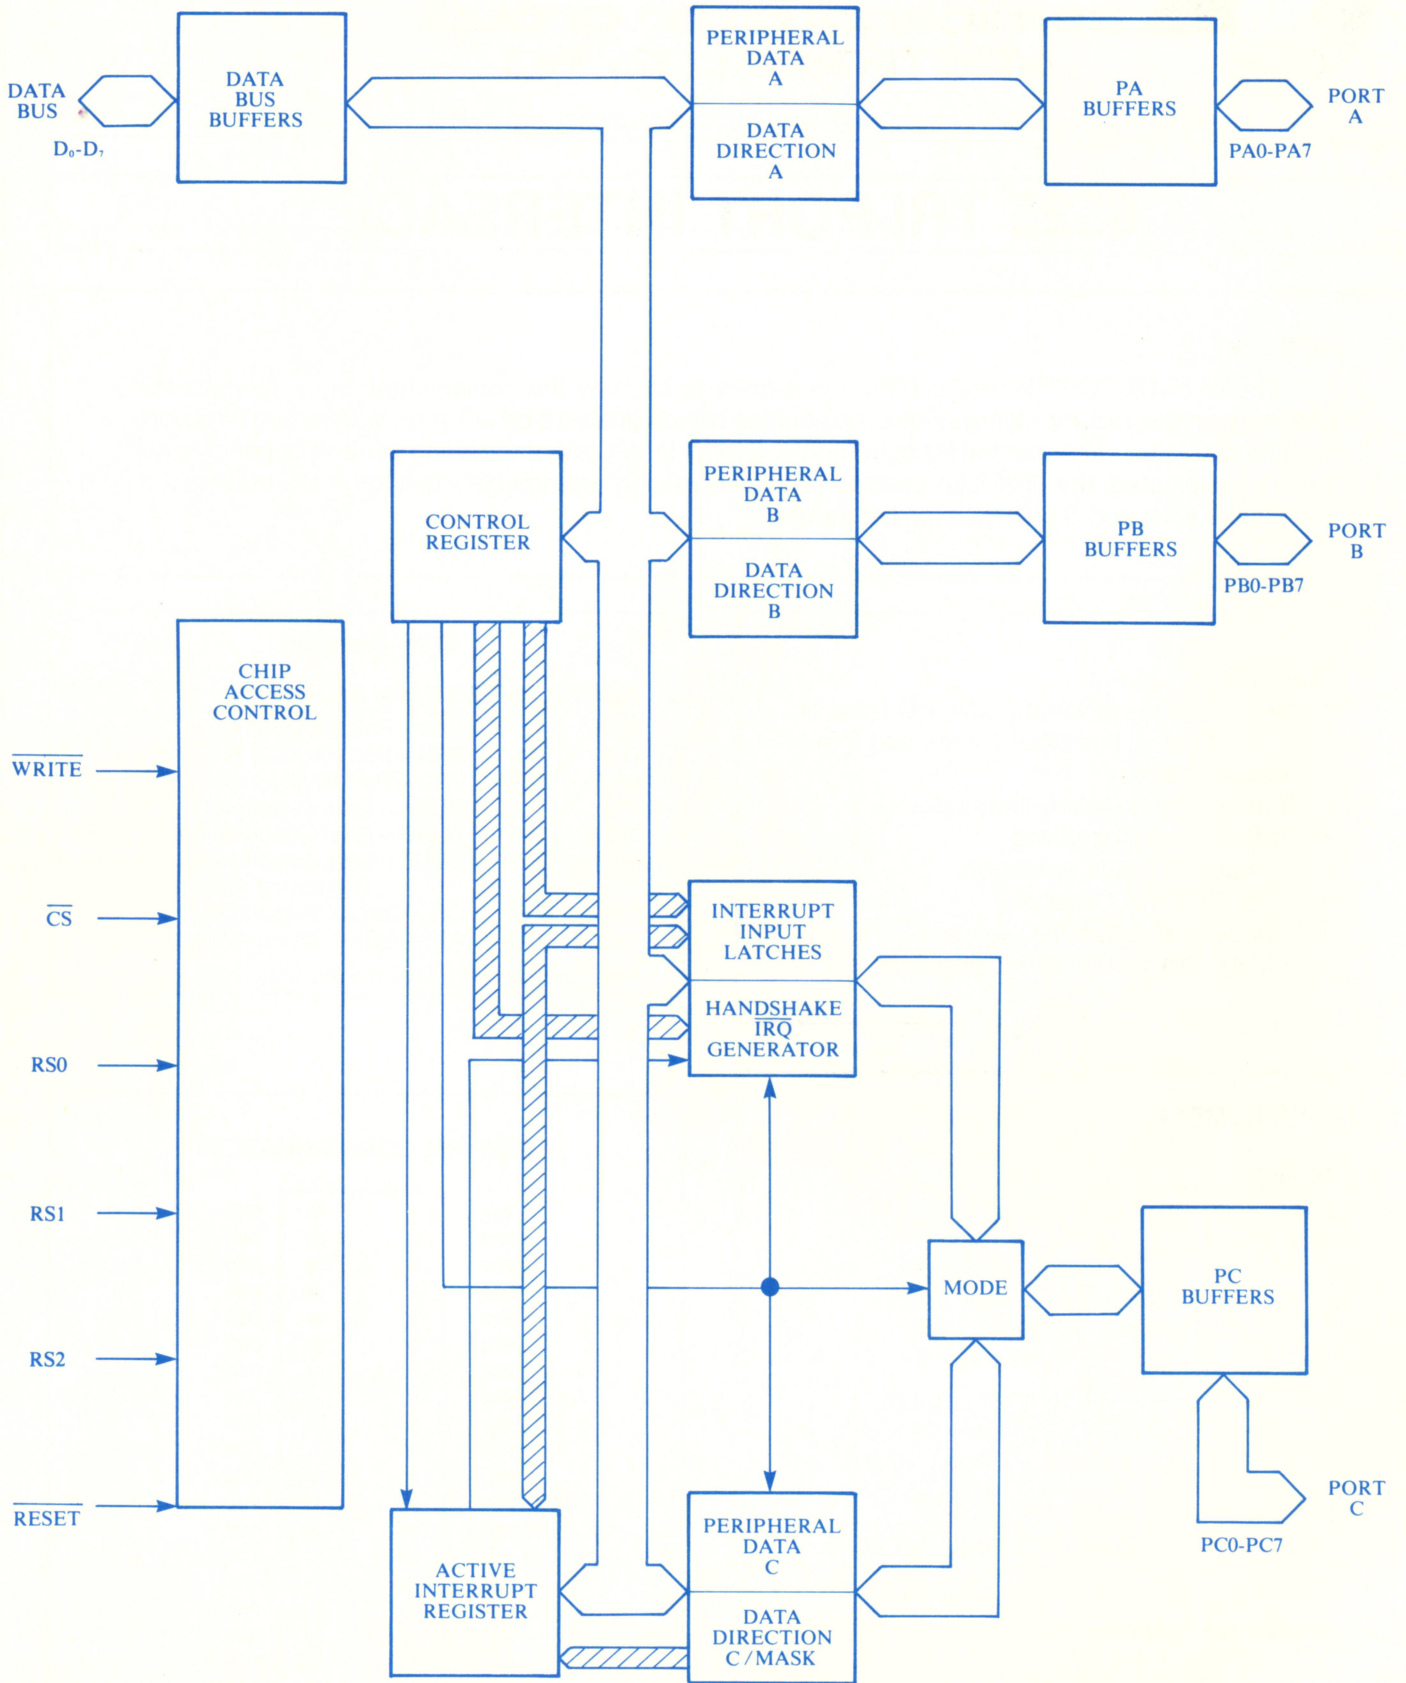 DATA
BUS
D₀-D₇
DATA
BUS
BUFFERS
PERIPHERAL
DATA
A
DATA
DIRECTION
A
PA
BUFFERS
PORT
A
PA0-PA7
CONTROL
REGISTER
PERIPHERAL
DATA
B
DATA
DIRECTION
B
PB
BUFFERS
PORT
B
PB0-PB7
CHIP
ACCESS
CONTROL
WRITE
CS
RS0
RS1
RS2
RESET
INTERRUPT
INPUT
LATCHES
HANDSHAKE
IRQ
GENERATOR
MODE
PC
BUFFERS
PORT
C
PC0-PC7
ACTIVE
INTERRUPT
REGISTER
PERIPHERAL
DATA
C
DATA
DIRECTION
C/MASK